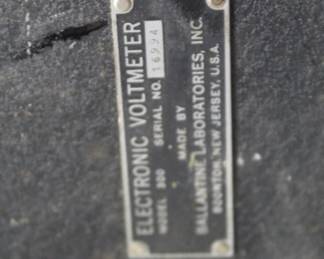 ELECTRONIC VOLTMETER
MODEL 300 SERIAL NO. 16994
MADE BY
BALLANTINE LABORATORIES, INC.
BOONTON, NEW JERSEY, U.S.A.